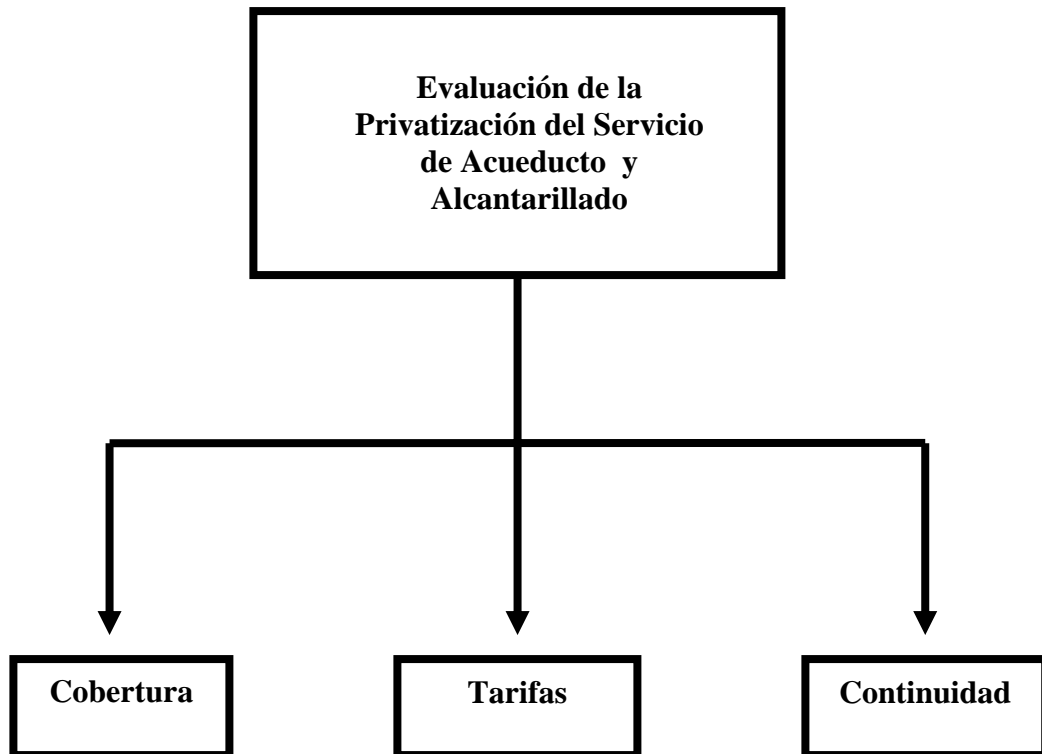 Evaluación de la
Privatización del Servicio
de Acueducto  y
Alcantarillado
Cobertura
Tarifas
Continuidad